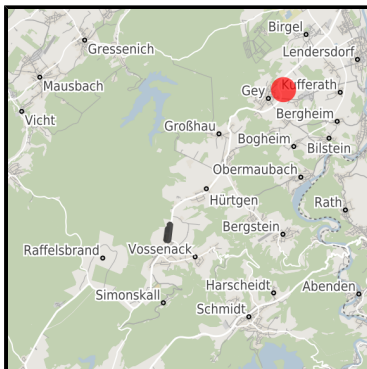 Birgel
Gressenich
Lendersdorf
Mausbach
Gey
Kufferath
Vicht
Bergheim
Großhau
Bogheim
Bilstein
Obermaubach
Hürtgen
Rath
Bergstein
Raffelsbrand
Vossenack
Simonskall
Harscheidt
Abenden
Schmidt